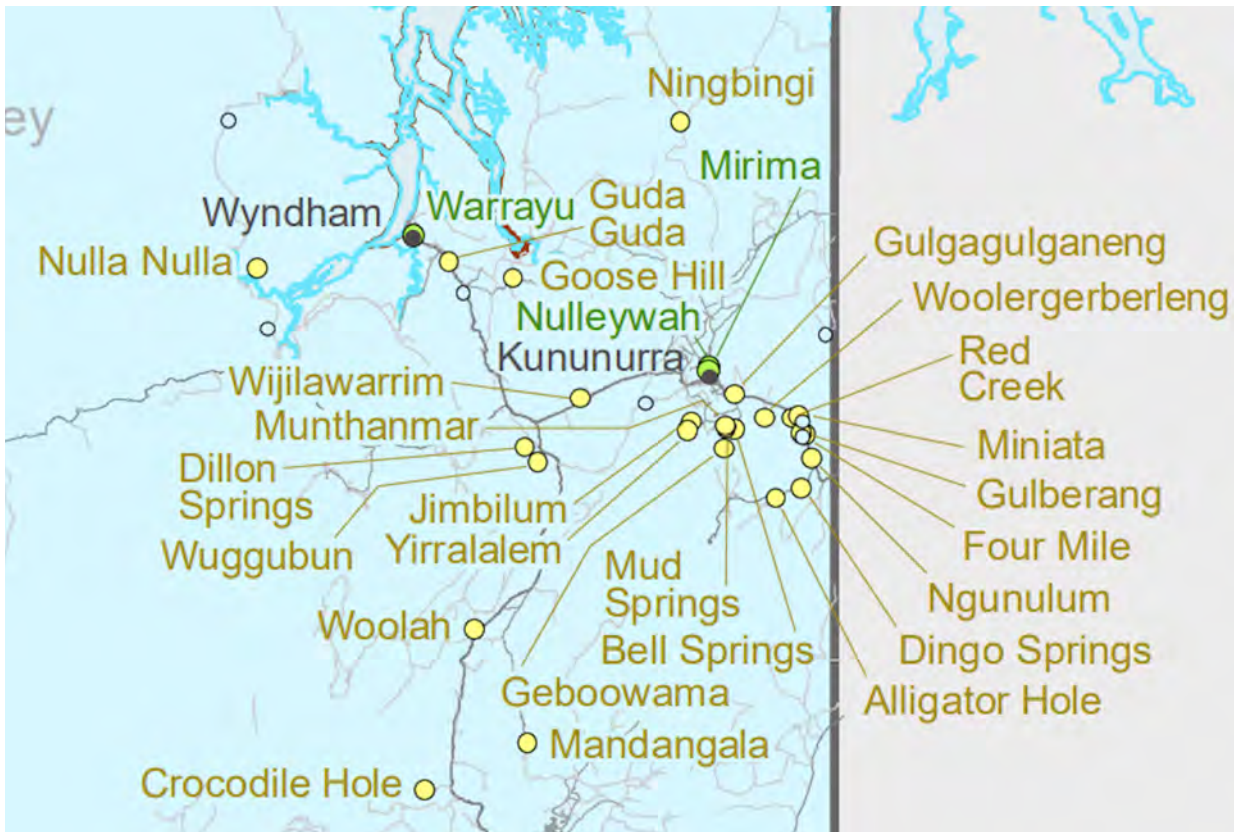 Ningbingi
ey
Mirima
Guda
Guda
Warrayu
Wyndham
Gulgagulganeng
Nulla Nulla
Goose Hill
Woolergerberleng
Nulleywah
Kununurra
Red
Creek
Wijilawarrim
Munthanmar
Miniata
Dillon
Springs
Gulberang
Jimbilum
Wuggubun
Yirralalem
Four Mile
Mud
Springs
Ngunulum
Woolah
Bell Springs
Dingo Springs
Geboowama
Alligator Hole
Mandangala
Crocodile Hole